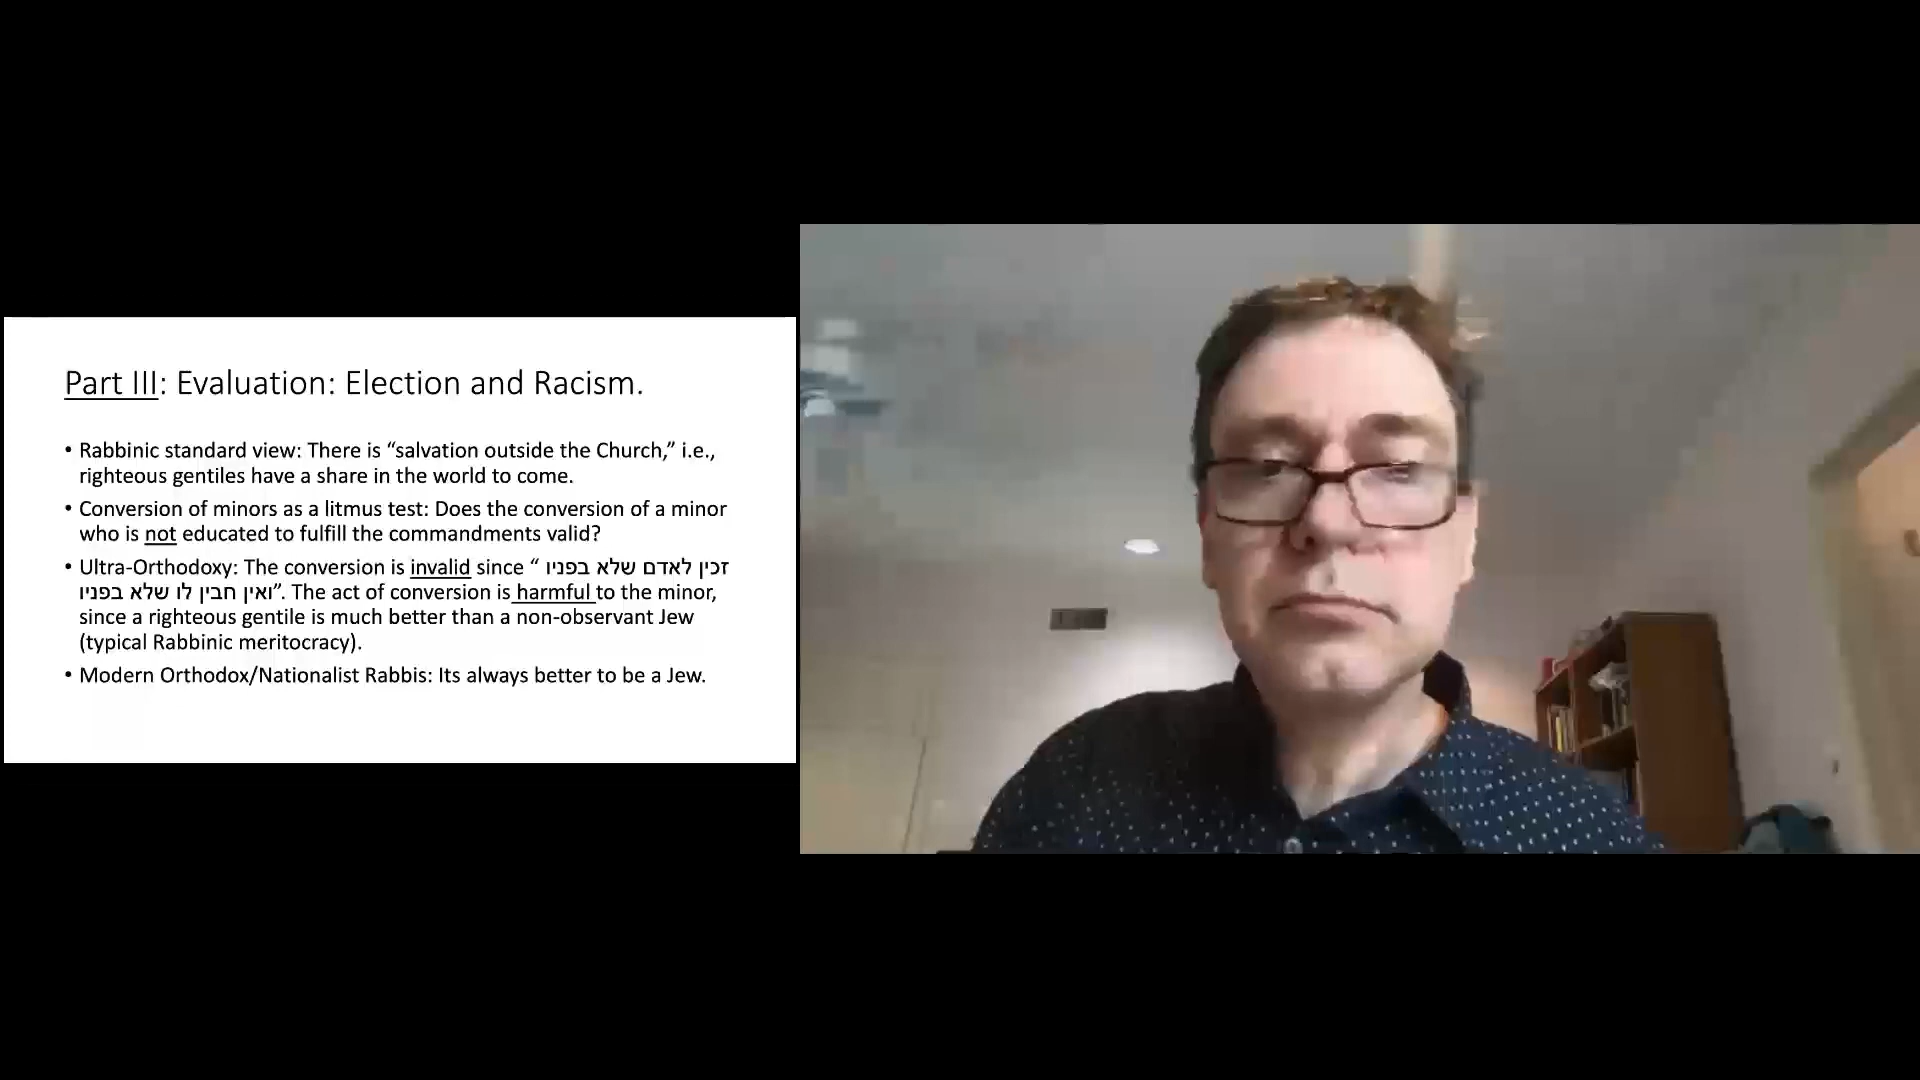 Part III: Evaluation: Election and Racism.
• Rabbinic standard view: There is “salvation outside the Church,” i.e.,
righteous gentiles have a share in the world to come.
• Conversion of minors as a litmus test: Does the conversion of a minor
who is not educated to fulfill the commandments valid?
• Ultra-Orthodoxy: The conversion is invalid since “ זכין לאדם שלא בפניו
ואין חבין לו שלא בפניו”. The act of conversion is harmful to the minor,
since a righteous gentile is much better than a non-observant Jew
(typical Rabbinic meritocracy).
• Modern Orthodox/Nationalist Rabbis: Its always better to be a Jew.